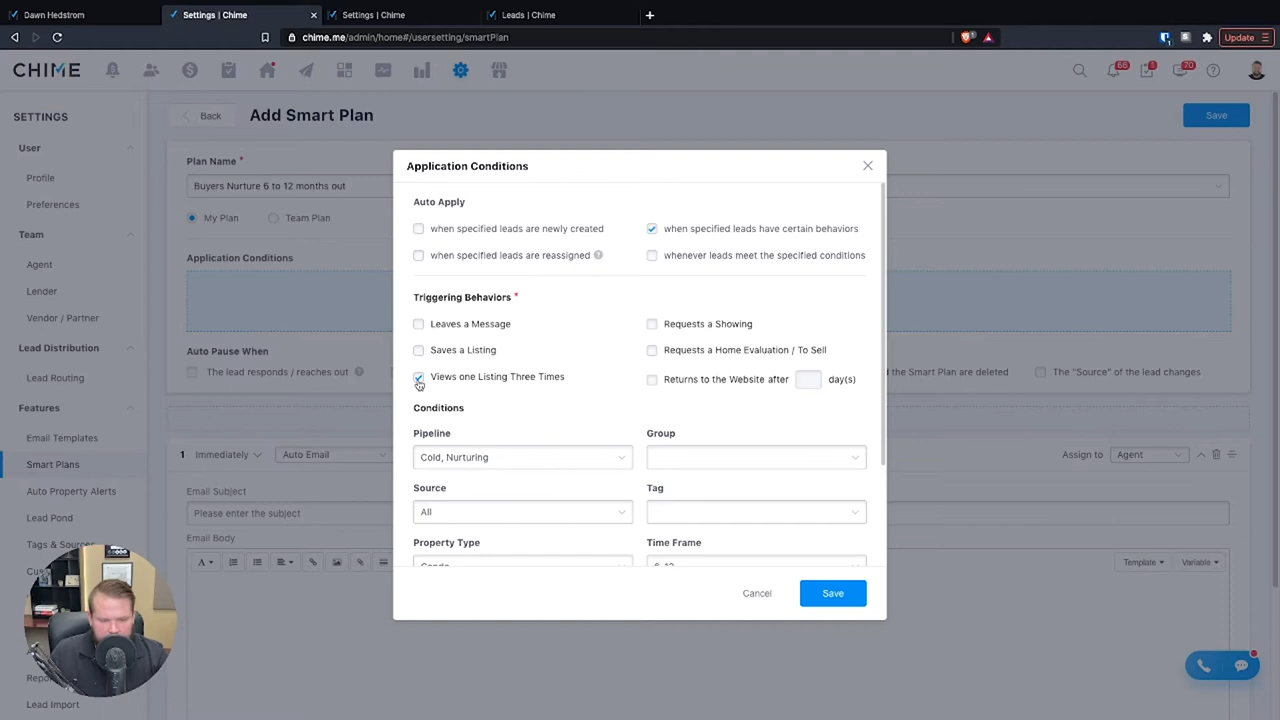 Dawn Hedstrom
Settings | Chime
Settings | Chime
Leads | Chime
chime.me/admin/home#/usersetting/smartPlan
Update
CHIME
66
5
70
SETTINGS
User
Profile
Preferences
Team
Agent
Lender
Vendor / Partner
Lead Distribution
Lead Routing
Features
Email Templates
Smart Plans
Auto Property Alerts
Lead Pond
Tags &
Lead Import
Back
Add Smart Plan
Save
Plan Name *
Buyers Nurture 6 to 12 months out
My Plan
Team Plan
Application Conditions
Auto Pause When
The lead responds / reaches out
the Smart Plan are deleted
The "Source" of the lead changes
1 Immediately
Auto Email
Assign to
Agent
Email Subject
Please enter the subject
Email Body
A
Template
Variable
Application Conditions
Auto Apply
when specified leads are newly created
when specified leads have certain behaviors
when specified leads are reassigned
whenever leads meet the specified conditions
Triggering Behaviors *
Leaves a Message
Requests a Showing
Saves a Listing
Requests a Home Evaluation / To Sell
Views one Listing Three Times
Returns to the Website after day(s)
Conditions
Pipeline
Group
Cold, Nurturing
Source
Tag
All
Property Type
Time Frame
Condo
6-12
Cancel
Save